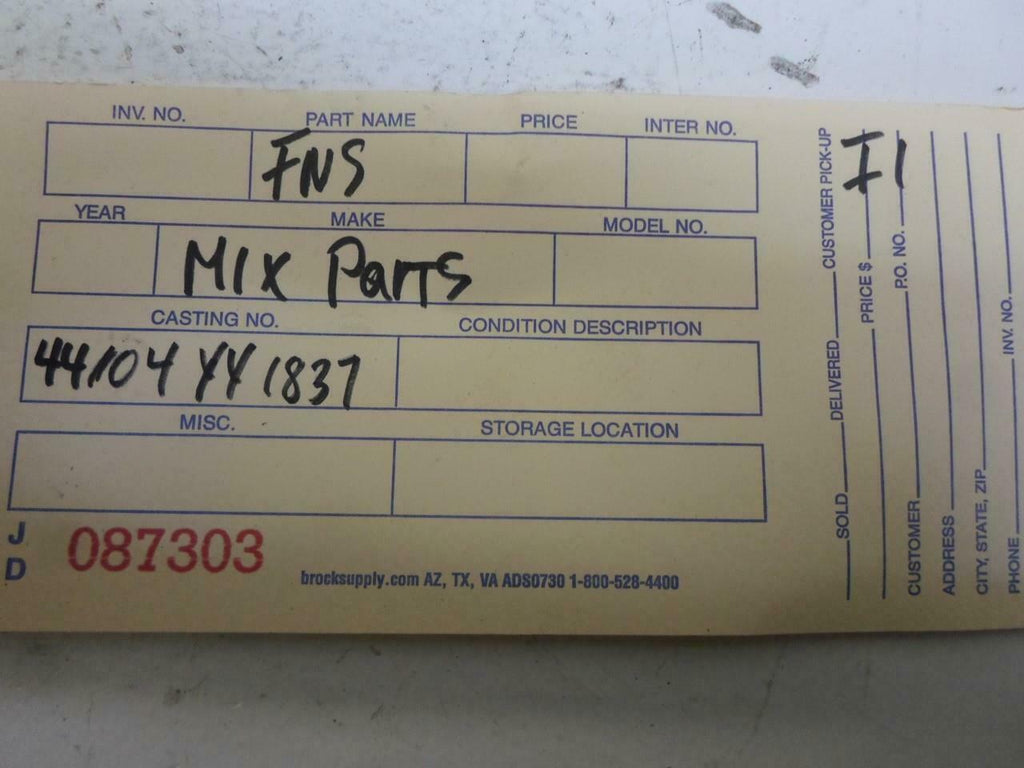 INV. NO. PART NAME PRICE INTER NO.
FNS
YEAR MAKE MODEL NO.
MIX Parts
CASTING NO. CONDITION DESCRIPTION
44104 YY 1837
MISC. STORAGE LOCATION
J
D
087303
brocksupply.com AZ, TX, VA ADS0730 1-800-528-4400
SOLD DELIVERED CUSTOMER PICK-UP
I1
PRICE $
CUSTOMER P.O. NO.
ADDRESS
CITY, STATE, ZIP
PHONE INV. NO.